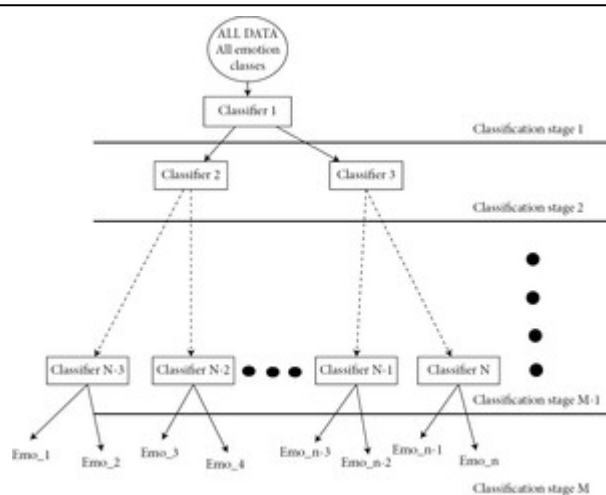 ALL DATA
All emotion
classes
Classifier 1
Classification stage 1
Classifier 2
Classifier 3
Classification stage 2
Classifier N-3
Classifier N-2
Classifier N-1
Classifier N
Classification stage M-1
Emo_1
Emo_2
Emo_3
Emo_4
Emo_n-3
Emo_n-2
Emo_n-1
Emo_n
Classification stage M